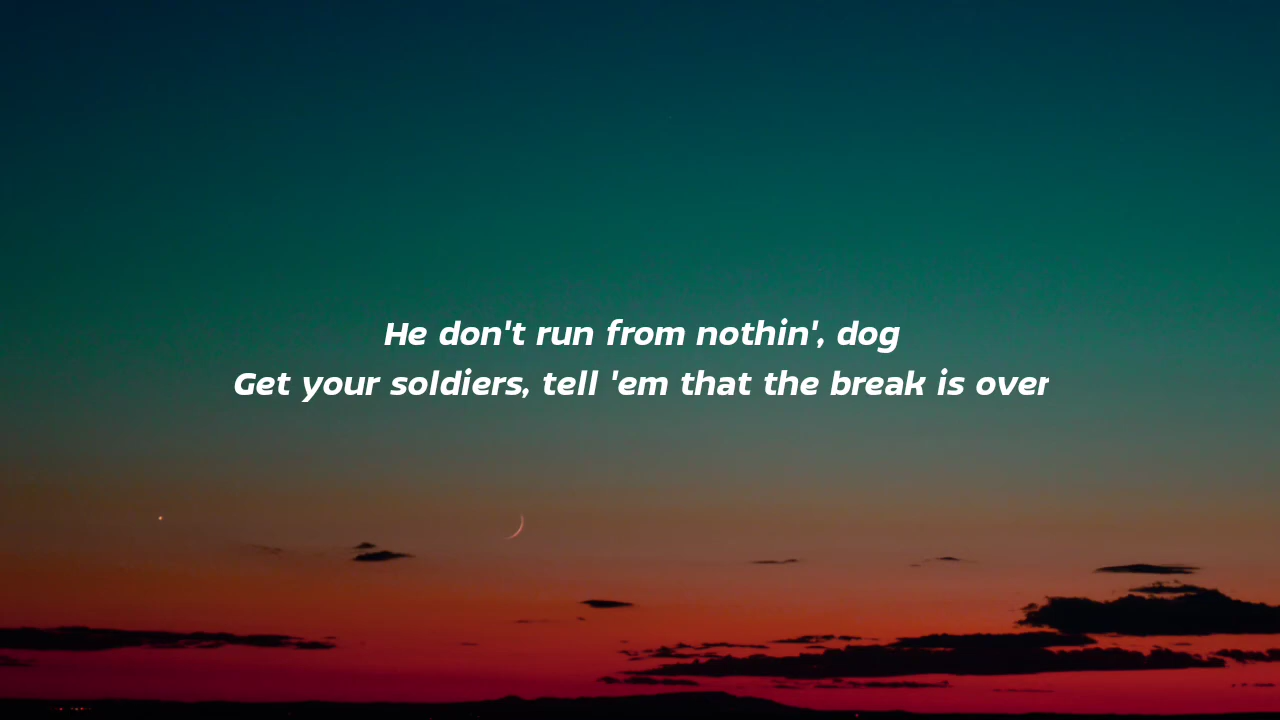 He don't run from nothin', dog
Get your soldiers, tell 'em that the break is over